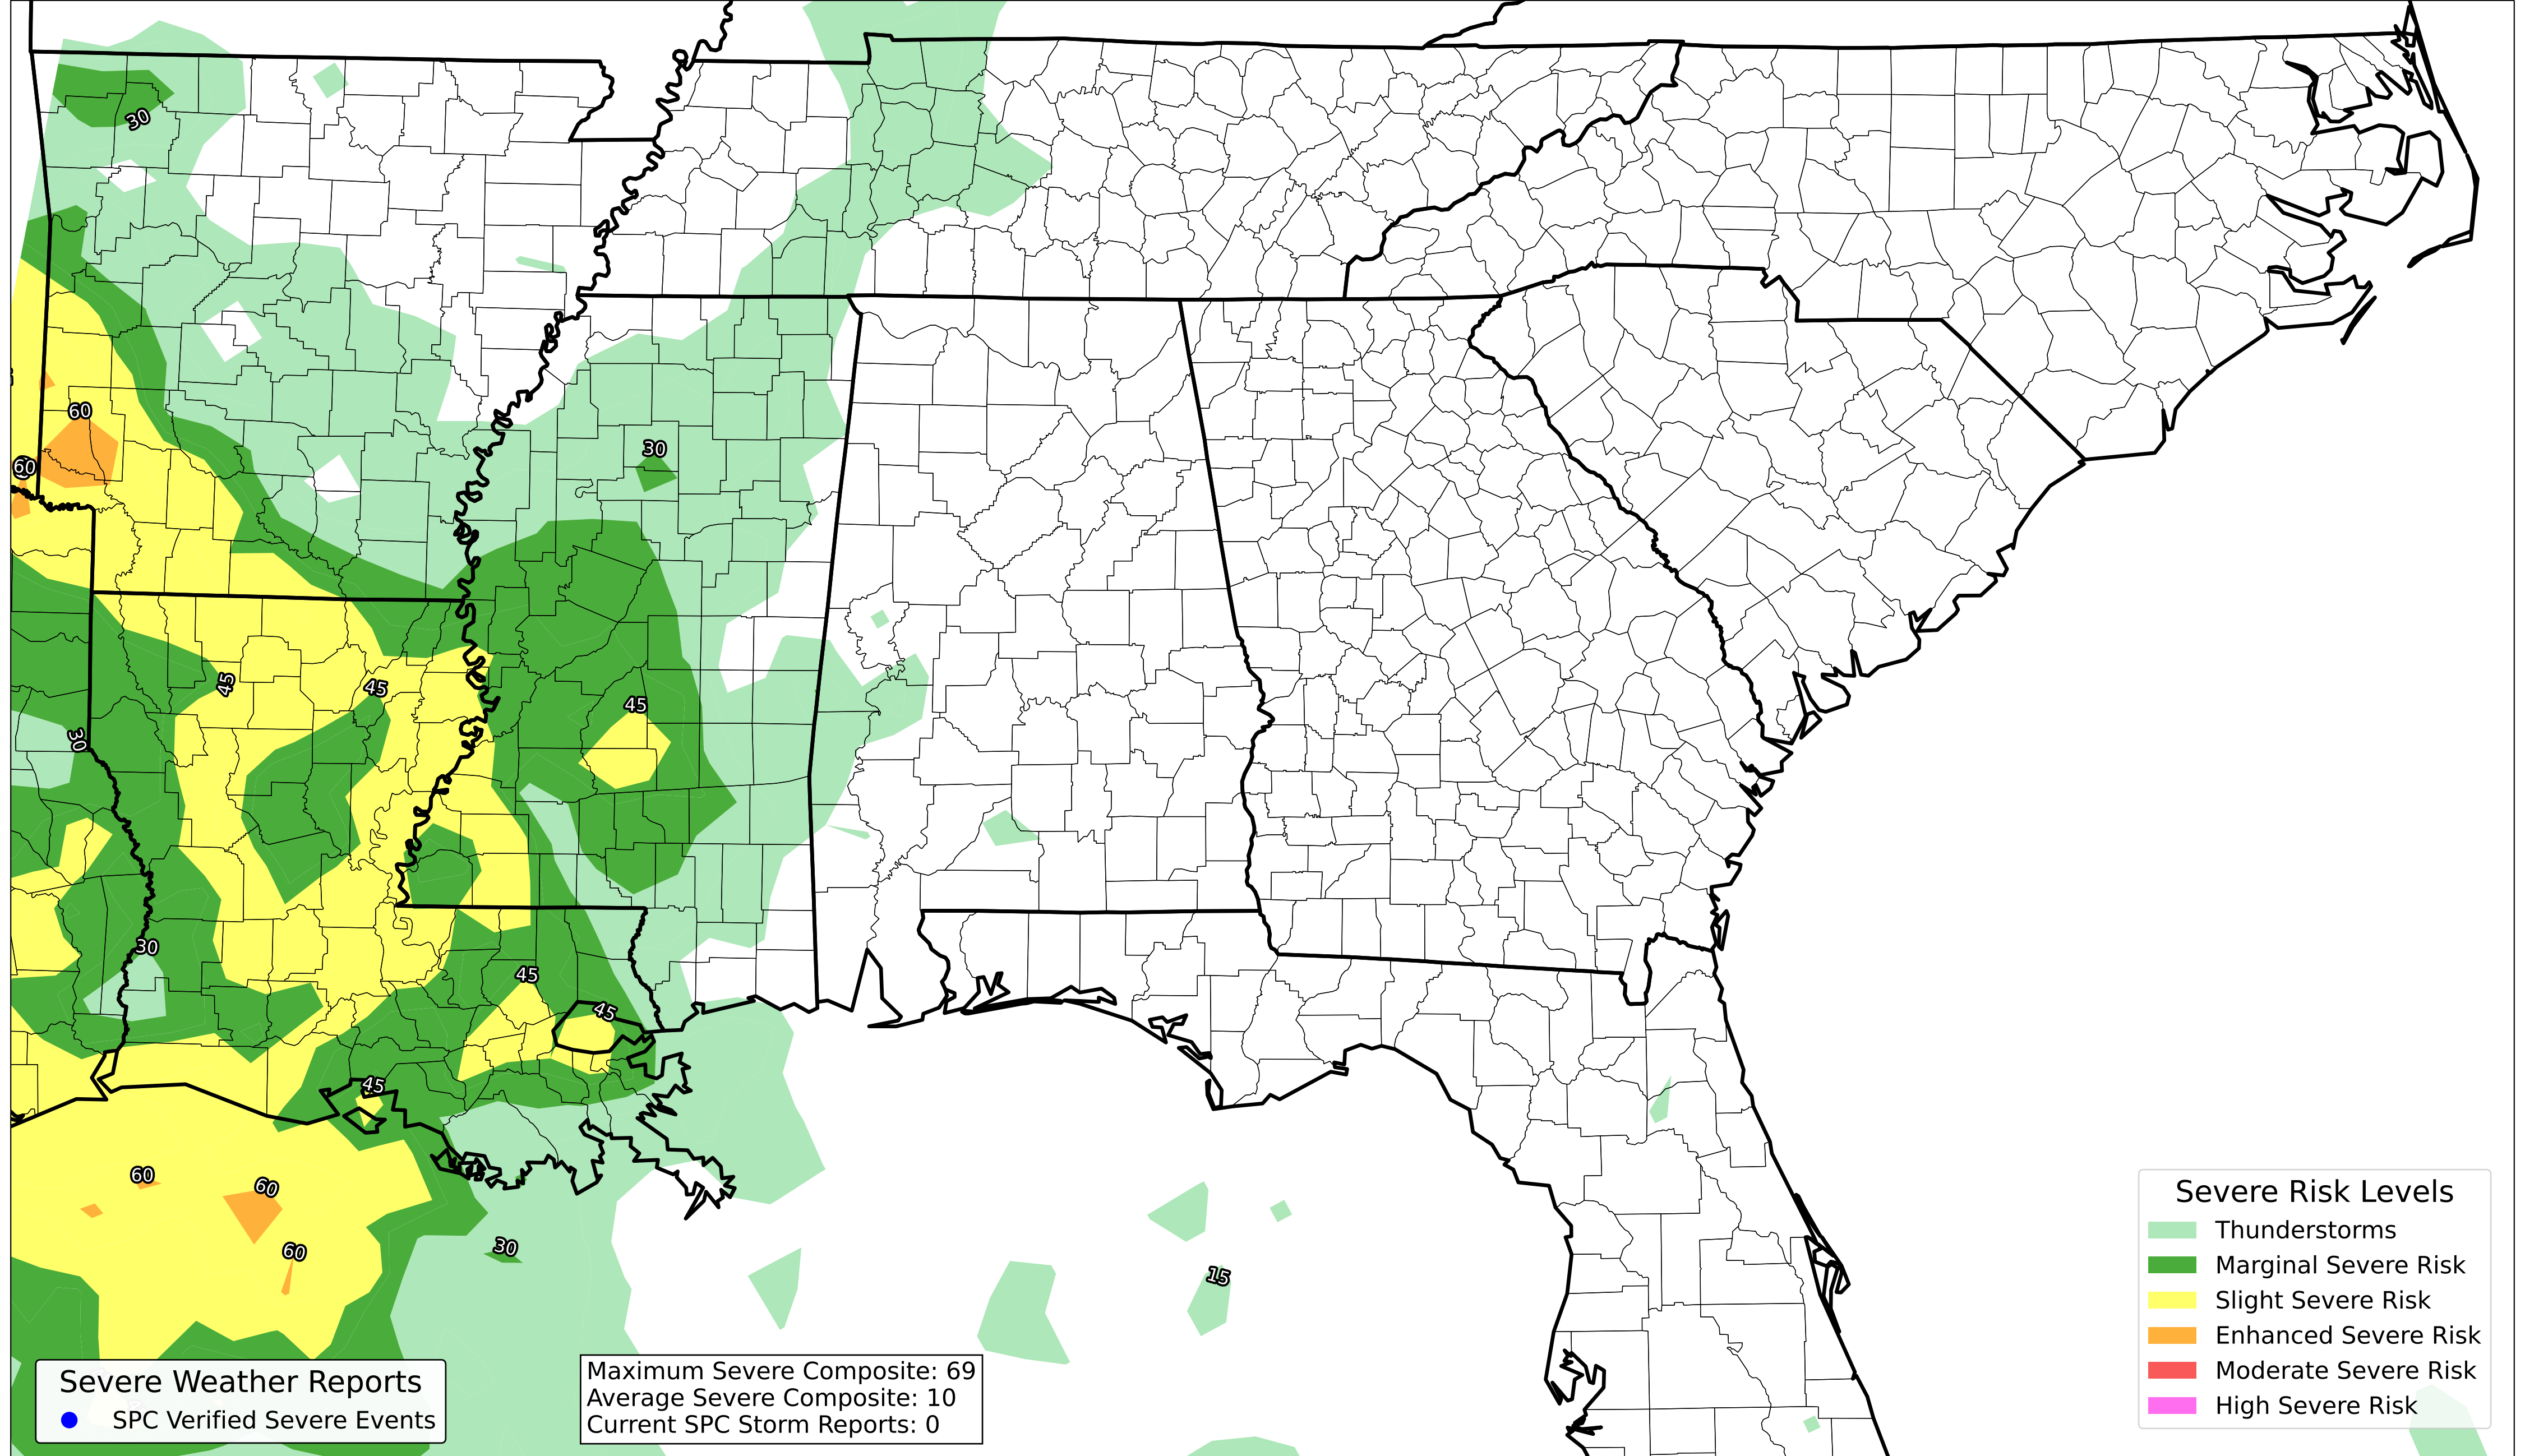 30
60
60
30
45
45
45
30
30
45
45
45
60
60
60
30
15
Severe Risk Levels
Thunderstorms
Marginal Severe Risk
Slight Severe Risk
Enhanced Severe Risk
Moderate Severe Risk
High Severe Risk
Severe Weather Reports
SPC Verified Severe Events
Maximum Severe Composite: 69
Average Severe Composite: 10
Current SPC Storm Reports: 0